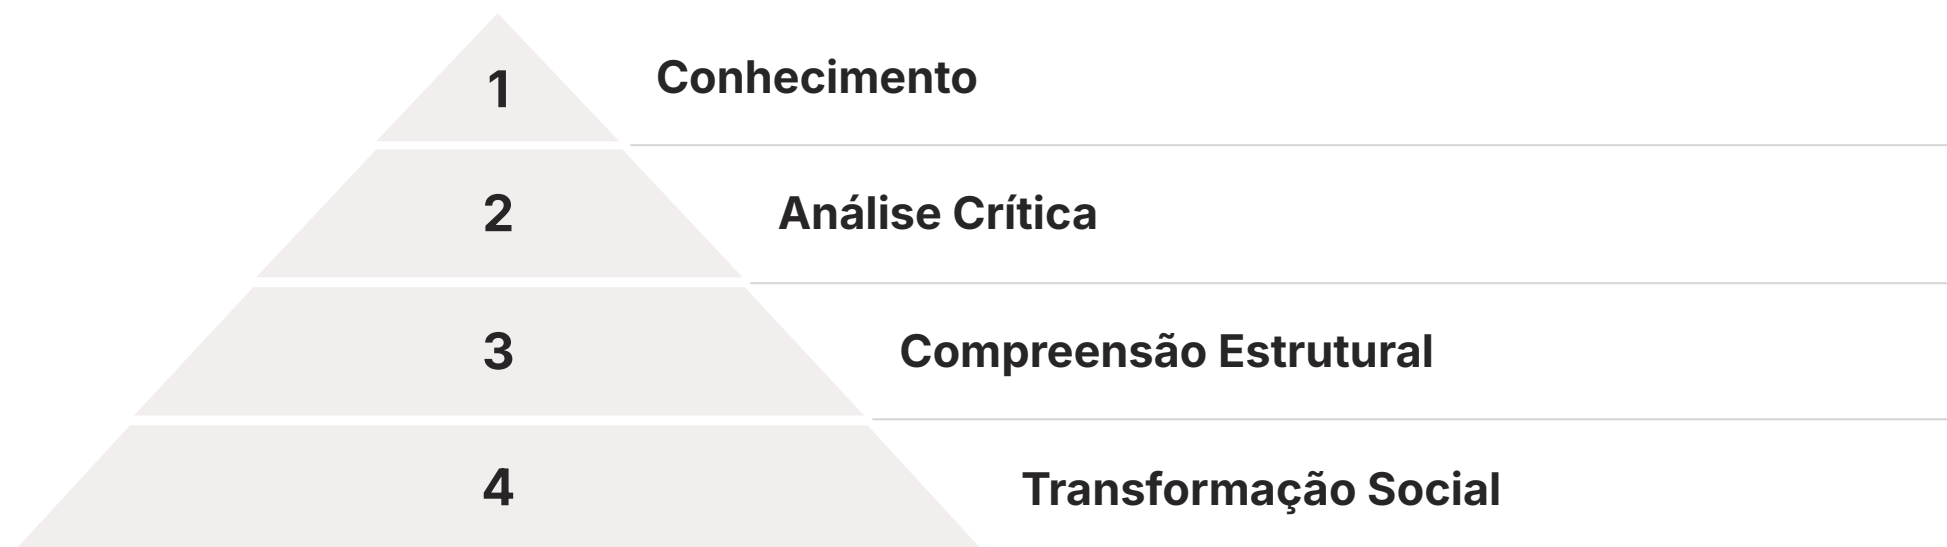 1 Conhecimento
2 Análise Crítica
3 Compreensão Estrutural
4 Transformação Social